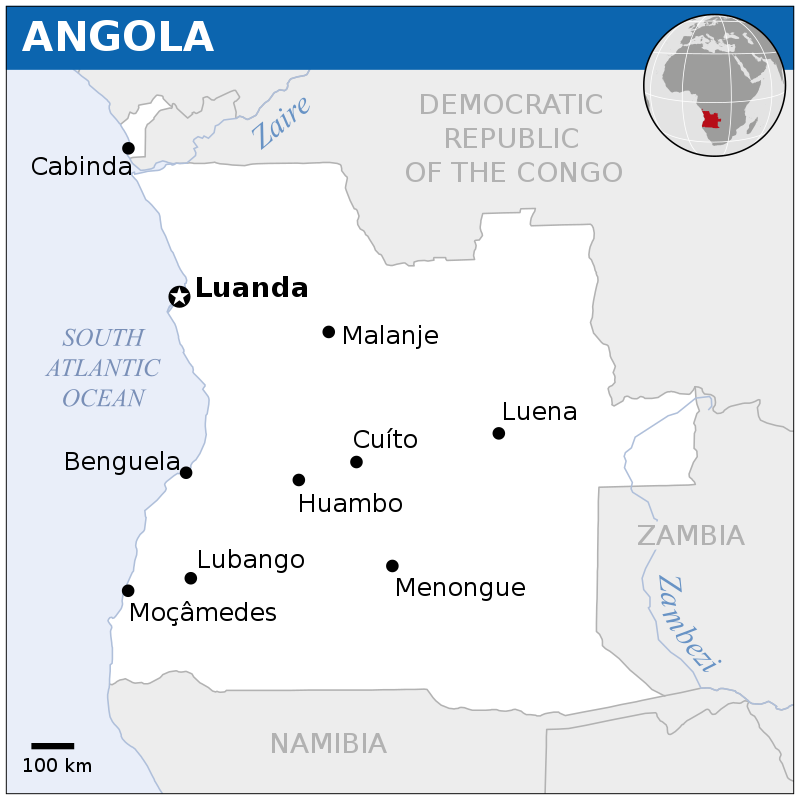 ANGOLA
DEMOCRATIC
REPUBLIC
OF THE CONGO
Zaire
Cabinda
Luanda
Malanje
SOUTH
ATLANTIC
OCEAN
Luena
Cuíto
Benguela
Huambo
ZAMBIA
Lubango
Menongue
Moçâmedes
Zambezi
NAMIBIA
100 km